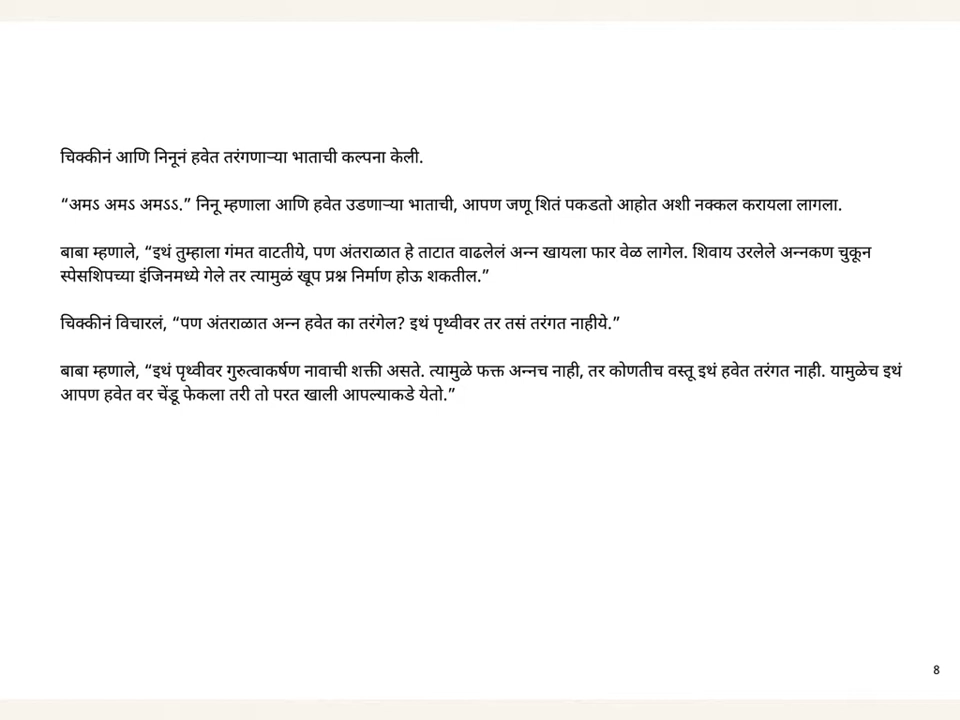 चिक्कीनं आणि निनूनं हवेत तरंगणाऱ्या भाताची कल्पना केली.
“अमऽ अमऽ अमऽऽ.” निनू म्हणाला आणि हवेत उडणाऱ्या भाताची, आपण जणू शितं पकडतो आहोत अशी नक्कल करायला लागला.
बाबा म्हणाले, “इथं तुम्हाला गंमत वाटतीये, पण अंतराळात हे ताटात वाढलेलं अन्न खायला फार वेळ लागेल. शिवाय उरलेले अन्नकण चुकून
स्पेसशिपच्या इंजिनमध्ये गेले तर त्यामुळं खूप प्रश्न निर्माण होऊ शकतील.”
चिक्कीनं विचारलं, “पण अंतराळात अन्न हवेत का तरंगेल? इथं पृथ्वीवर तर तसं तरंगत नाहीये.”
बाबा म्हणाले, “इथं पृथ्वीवर गुरुत्वाकर्षण नावाची शक्ती असते. त्यामुळे फक्त अन्नच नाही, तर कोणतीच वस्तू इथं हवेत तरंगत नाही. यामुळेच इथं
आपण हवेत वर चेंडू फेकला तरी तो परत खाली आपल्याकडे येतो.”
8